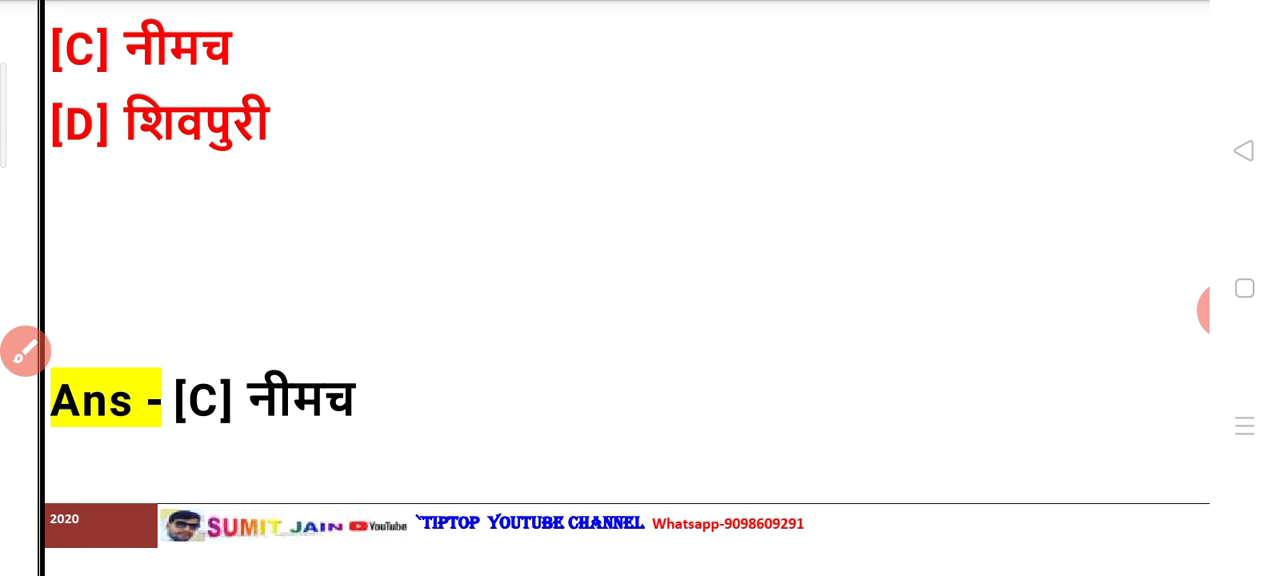 [C] नीमच
[D] शिवपुरी
Ans - [C] नीमच
2020 SUMIT JAIN YouTube `TIPTOP YOUTUBE CHANNEL Whatsapp-9098609291